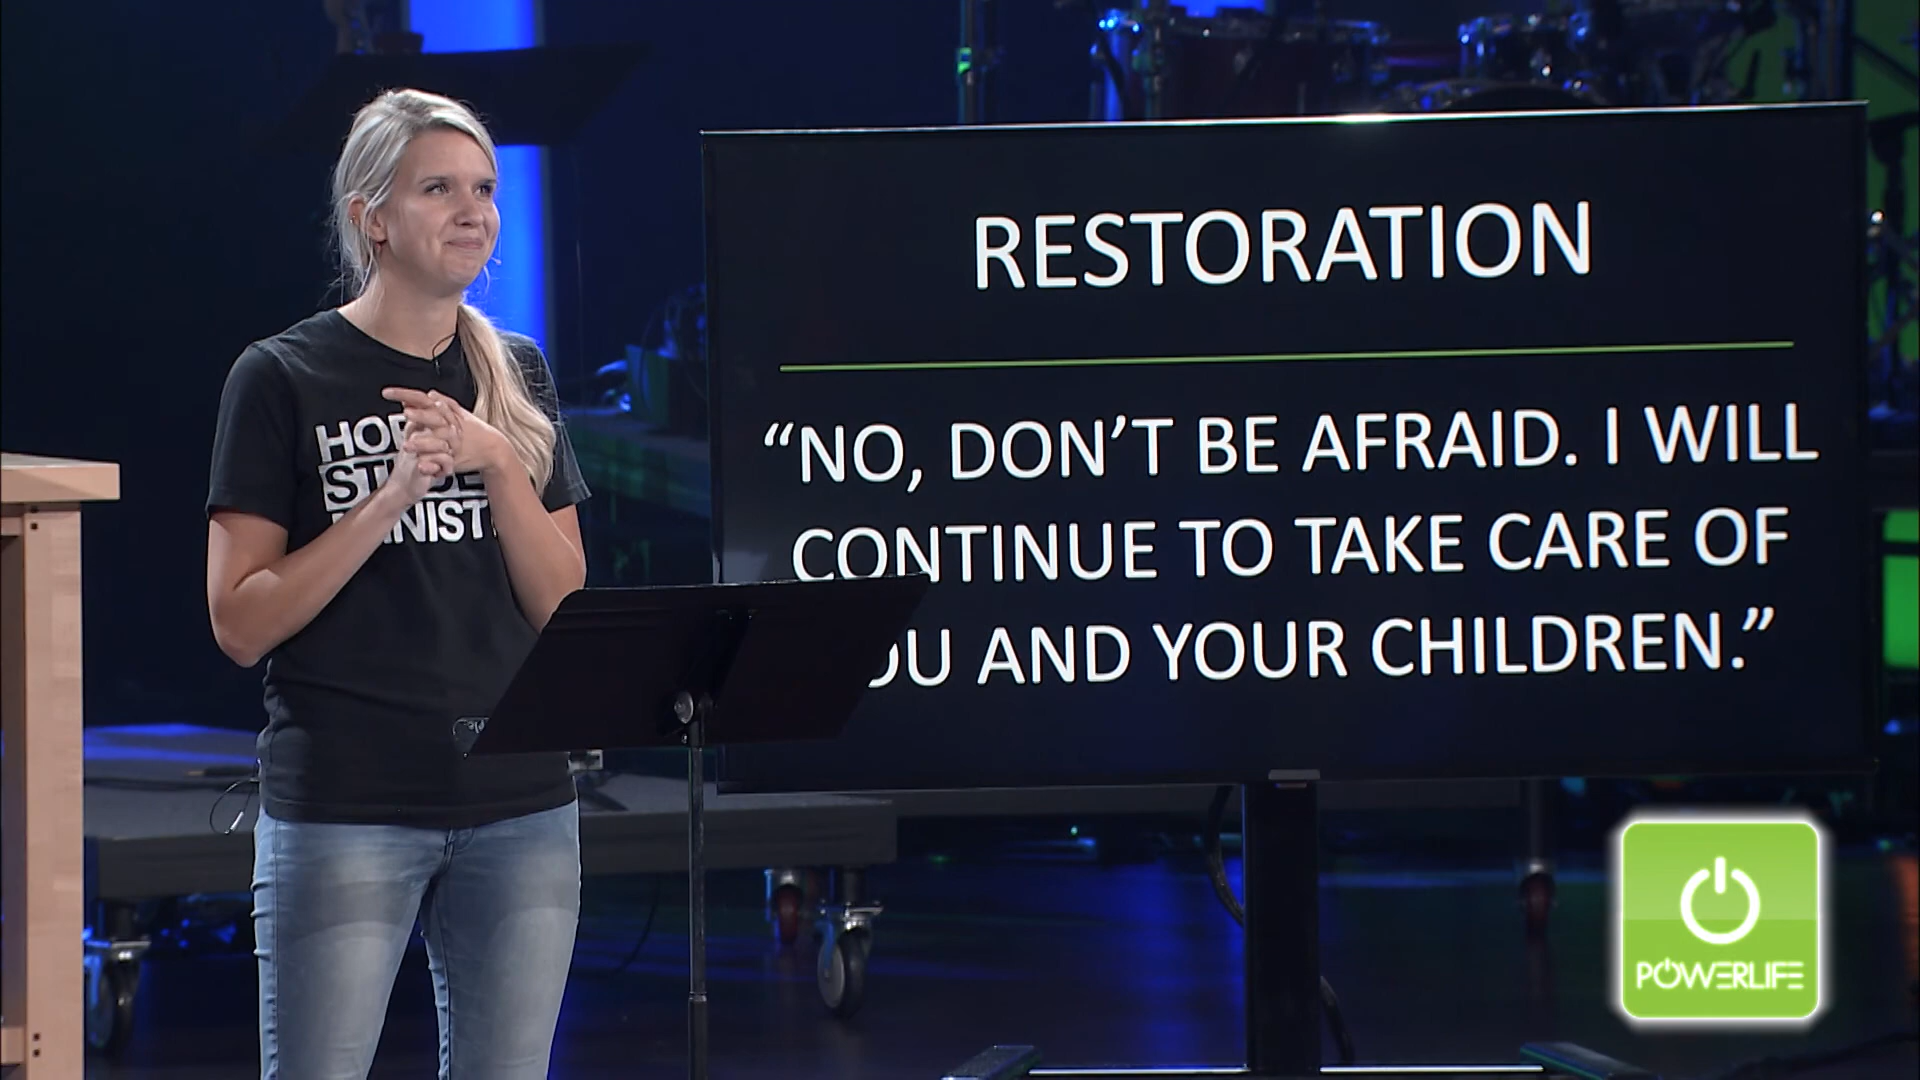 RESTORATION
“NO, DON’T BE AFRAID. I WILL
CONTINUE TO TAKE CARE OF
AND YOUR CHILDREN.”
POWERLIFE